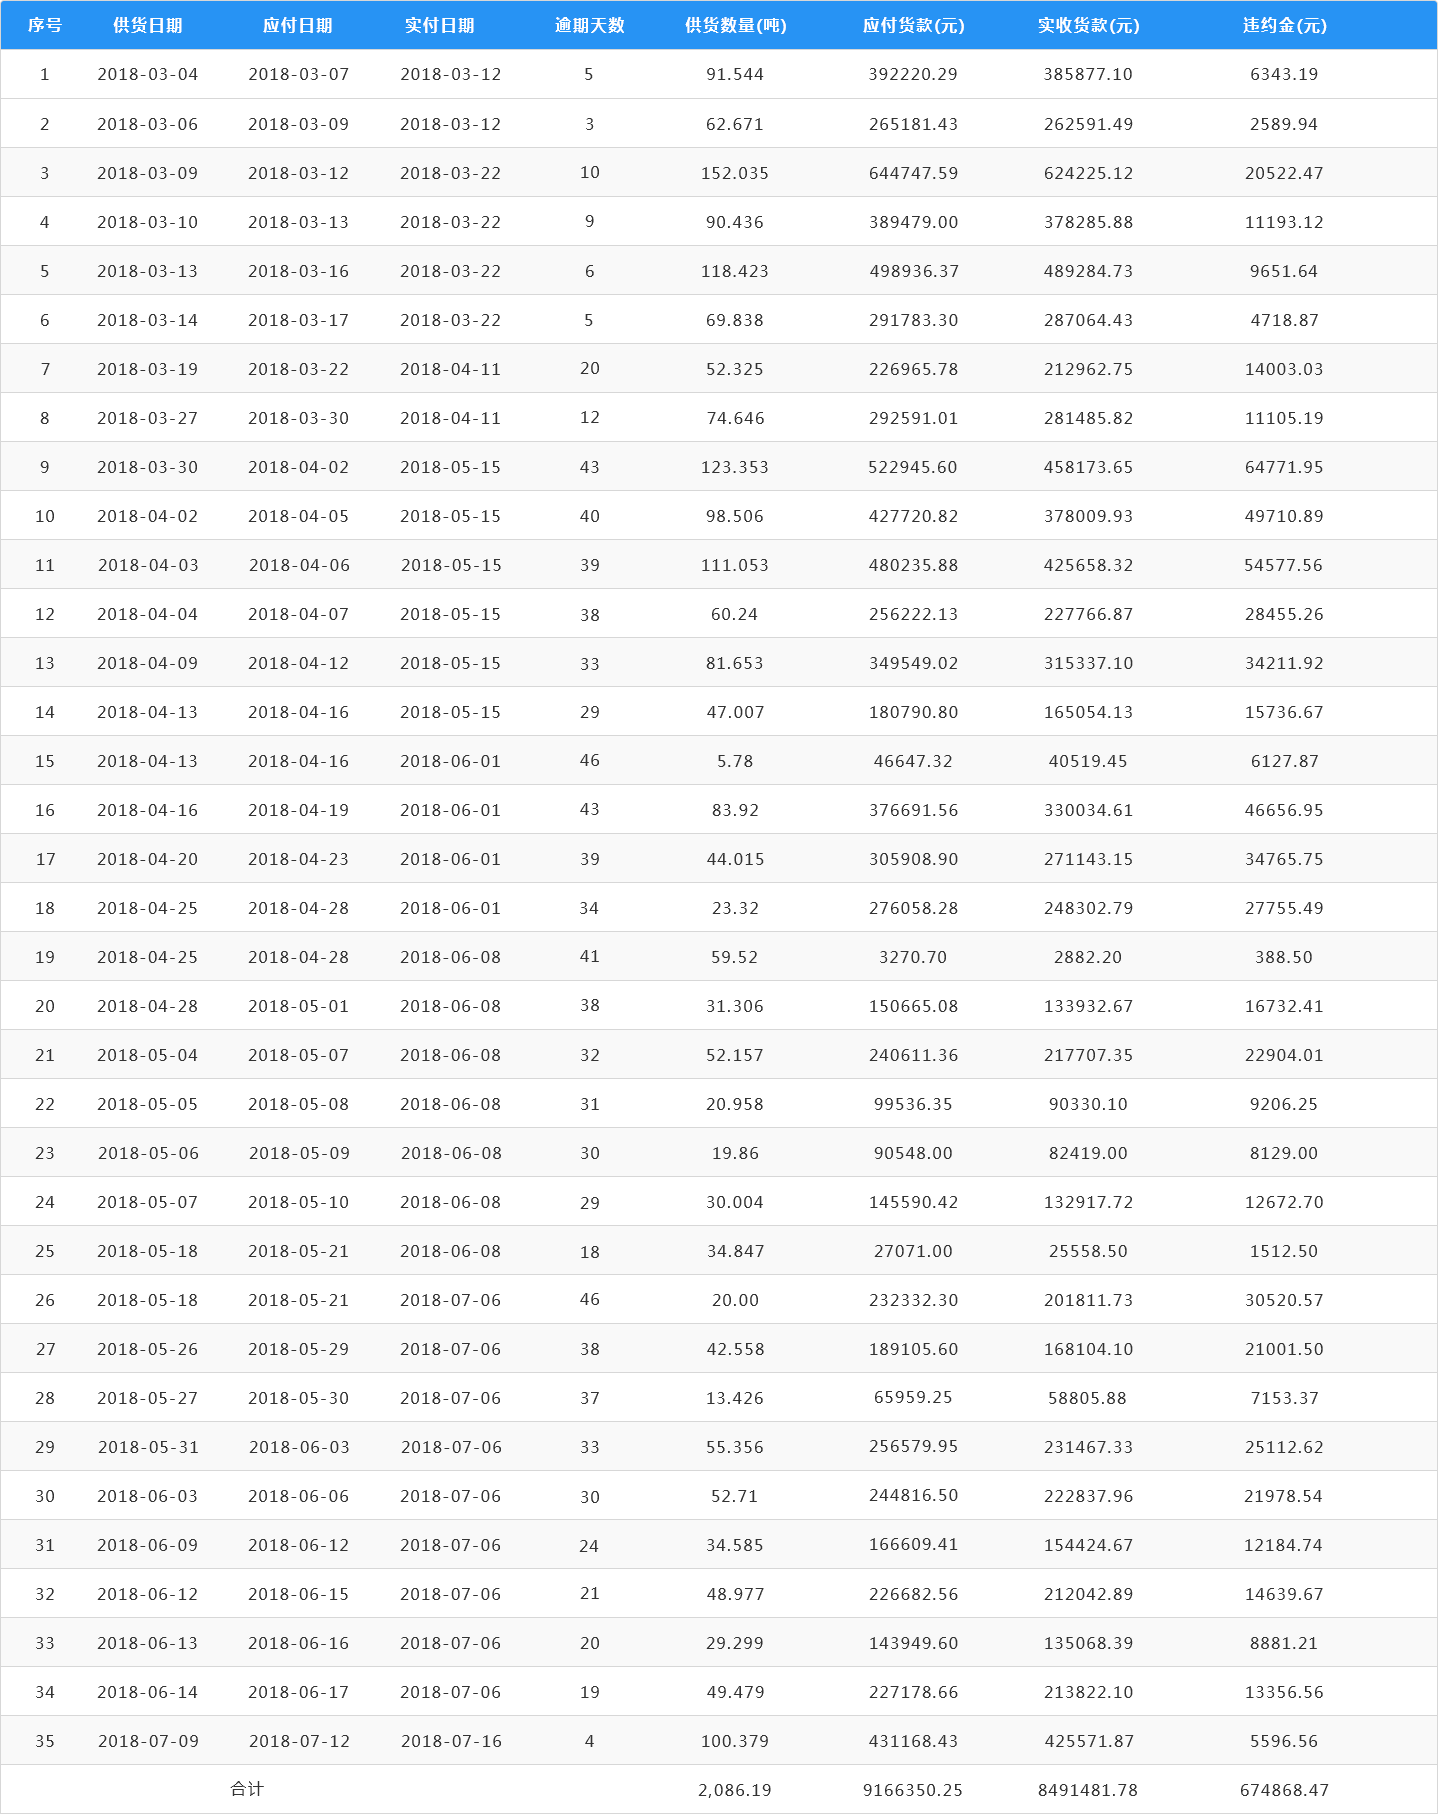 序号 供货日期 应付日期 实付日期 逾期天数 供货数量(吨) 应付货款(元) 实收货款(元) 违约金(元)
1 2018-03-04 2018-03-07 2018-03-12 5 91.544 392220.29 385877.10 6343.19
2 2018-03-06 2018-03-09 2018-03-12 3 62.671 265181.43 262591.49 2589.94
3 2018-03-09 2018-03-12 2018-03-22 10 152.035 644747.59 624225.12 20522.47
4 2018-03-10 2018-03-13 2018-03-22 9 90.436 389479.00 378285.88 11193.12
5 2018-03-13 2018-03-16 2018-03-22 6 118.423 498936.37 489284.73 9651.64
6 2018-03-14 2018-03-17 2018-03-22 5 69.838 291783.30 287064.43 4718.87
7 2018-03-19 2018-03-22 2018-04-11 20 52.325 226965.78 212962.75 14003.03
8 2018-03-27 2018-03-30 2018-04-11 12 74.646 292591.01 281485.82 11105.19
9 2018-03-30 2018-04-02 2018-05-15 43 123.353 522945.60 458173.65 64771.95
10 2018-04-02 2018-04-05 2018-05-15 40 98.506 427720.82 378009.93 49710.89
11 2018-04-03 2018-04-06 2018-05-15 39 111.053 480235.88 425658.32 54577.56
12 2018-04-04 2018-04-07 2018-05-15 38 60.24 256222.13 227766.87 28455.26
13 2018-04-09 2018-04-12 2018-05-15 33 81.653 349549.02 315337.10 34211.92
14 2018-04-13 2018-04-16 2018-05-15 29 47.007 180790.80 165054.13 15736.67
15 2018-04-13 2018-04-16 2018-06-01 46 5.78 46647.32 40519.45 6127.87
16 2018-04-16 2018-04-19 2018-06-01 43 83.92 376691.56 330034.61 46656.95
17 2018-04-20 2018-04-23 2018-06-01 39 44.015 305908.90 271143.15 34765.75
18 2018-04-25 2018-04-28 2018-06-01 34 23.32 276058.28 248302.79 27755.49
19 2018-04-25 2018-04-28 2018-06-08 41 59.52 3270.70 2882.20 388.50
20 2018-04-28 2018-05-01 2018-06-08 38 31.306 150665.08 133932.67 16732.41
21 2018-05-04 2018-05-07 2018-06-08 32 52.157 240611.36 217707.35 22904.01
22 2018-05-05 2018-05-08 2018-06-08 31 20.958 99536.35 90330.10 9206.25
23 2018-05-06 2018-05-09 2018-06-08 30 19.86 90548.00 82419.00 8129.00
24 2018-05-07 2018-05-10 2018-06-08 29 30.004 145590.42 132917.72 12672.70
25 2018-05-18 2018-05-21 2018-06-08 18 34.847 27071.00 25558.50 1512.50
26 2018-05-18 2018-05-21 2018-07-06 46 20.00 232332.30 201811.73 30520.57
27 2018-05-26 2018-05-29 2018-07-06 38 42.558 189105.60 168104.10 21001.50
28 2018-05-27 2018-05-30 2018-07-06 37 13.426 65959.25 58805.88 7153.37
29 2018-05-31 2018-06-03 2018-07-06 33 55.356 256579.95 231467.33 25112.62
30 2018-06-03 2018-06-06 2018-07-06 30 52.71 244816.50 222837.96 21978.54
31 2018-06-09 2018-06-12 2018-07-06 24 34.585 166609.41 154424.67 12184.74
32 2018-06-12 2018-06-15 2018-07-06 21 48.977 226682.56 212042.89 14639.67
33 2018-06-13 2018-06-16 2018-07-06 20 29.299 143949.60 135068.39 8881.21
34 2018-06-14 2018-06-17 2018-07-06 19 49.479 227178.66 213822.10 13356.56
35 2018-07-09 2018-07-12 2018-07-16 4 100.379 431168.43 425571.87 5596.56
合计 2,086.19 9166350.25 8491481.78 674868.47